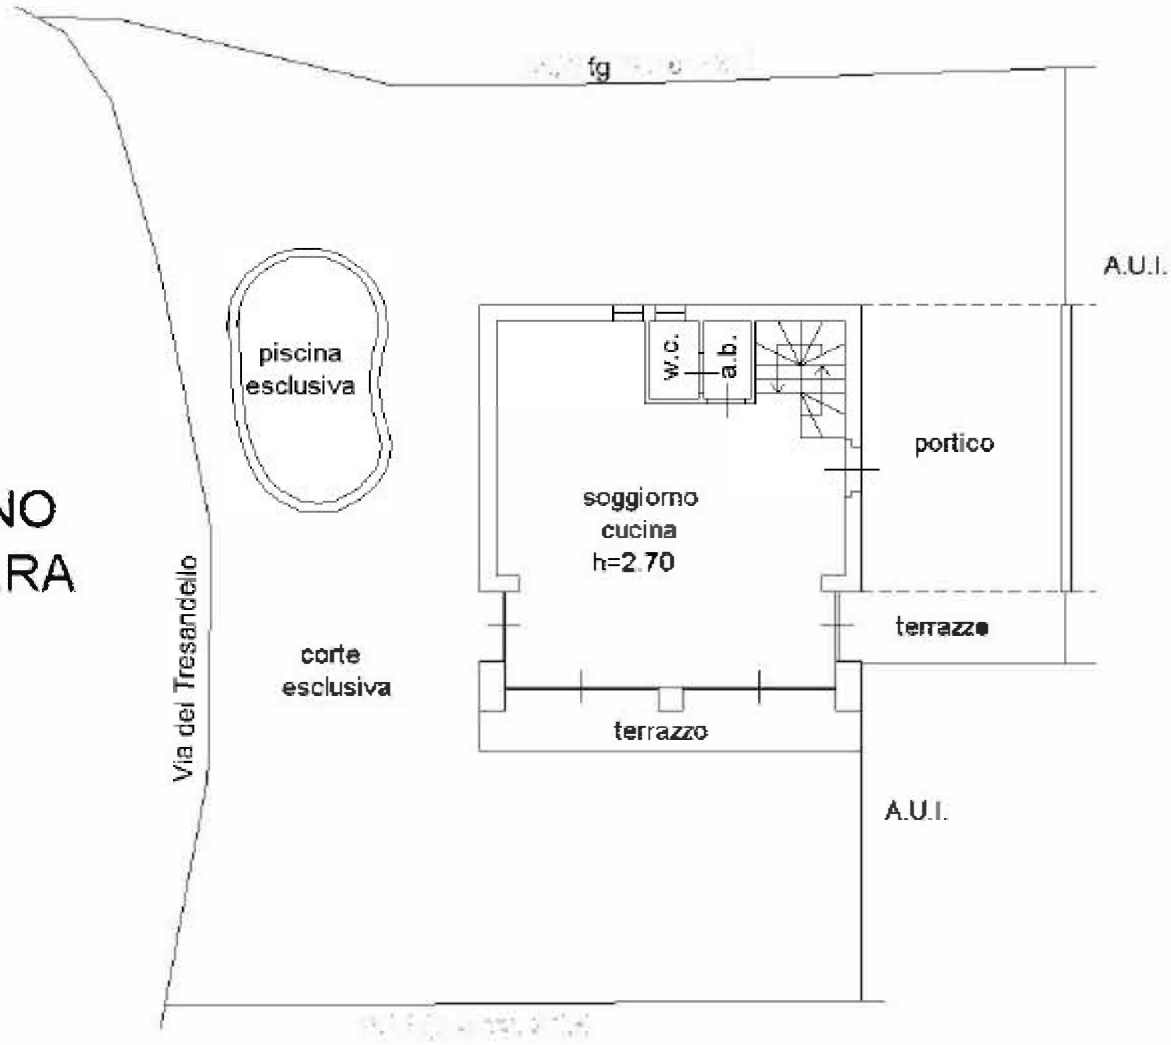 fg
A.U.I.
piscina
esclusiva
w.c.
a.b.
portico
soggiorno
cucina
h=2.70
NO
RA
Via del Tresandello
terrazzo
corte
esclusiva
terrazzo
A.U.I.